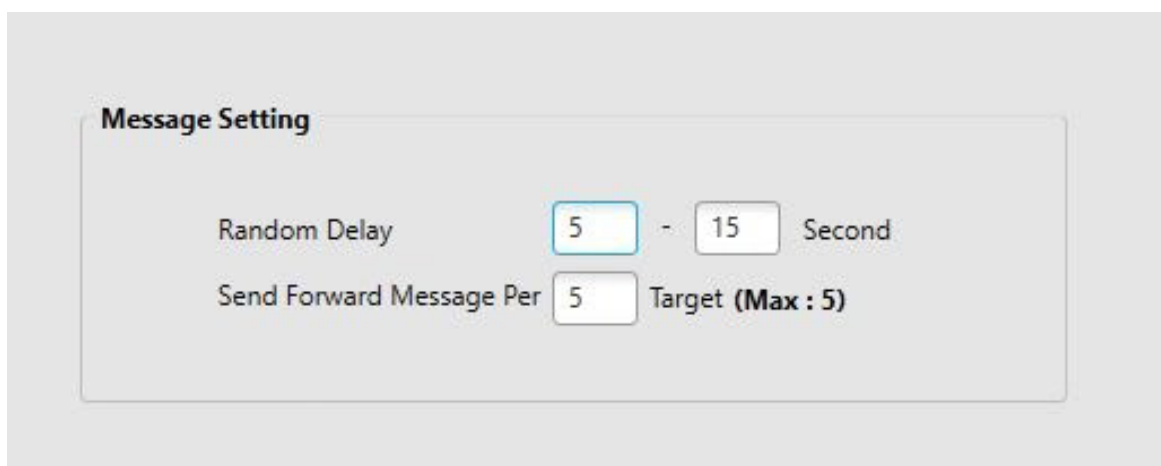 Message Setting
Random Delay 5 - 15 Second
Send Forward Message Per 5 Target (Max : 5)